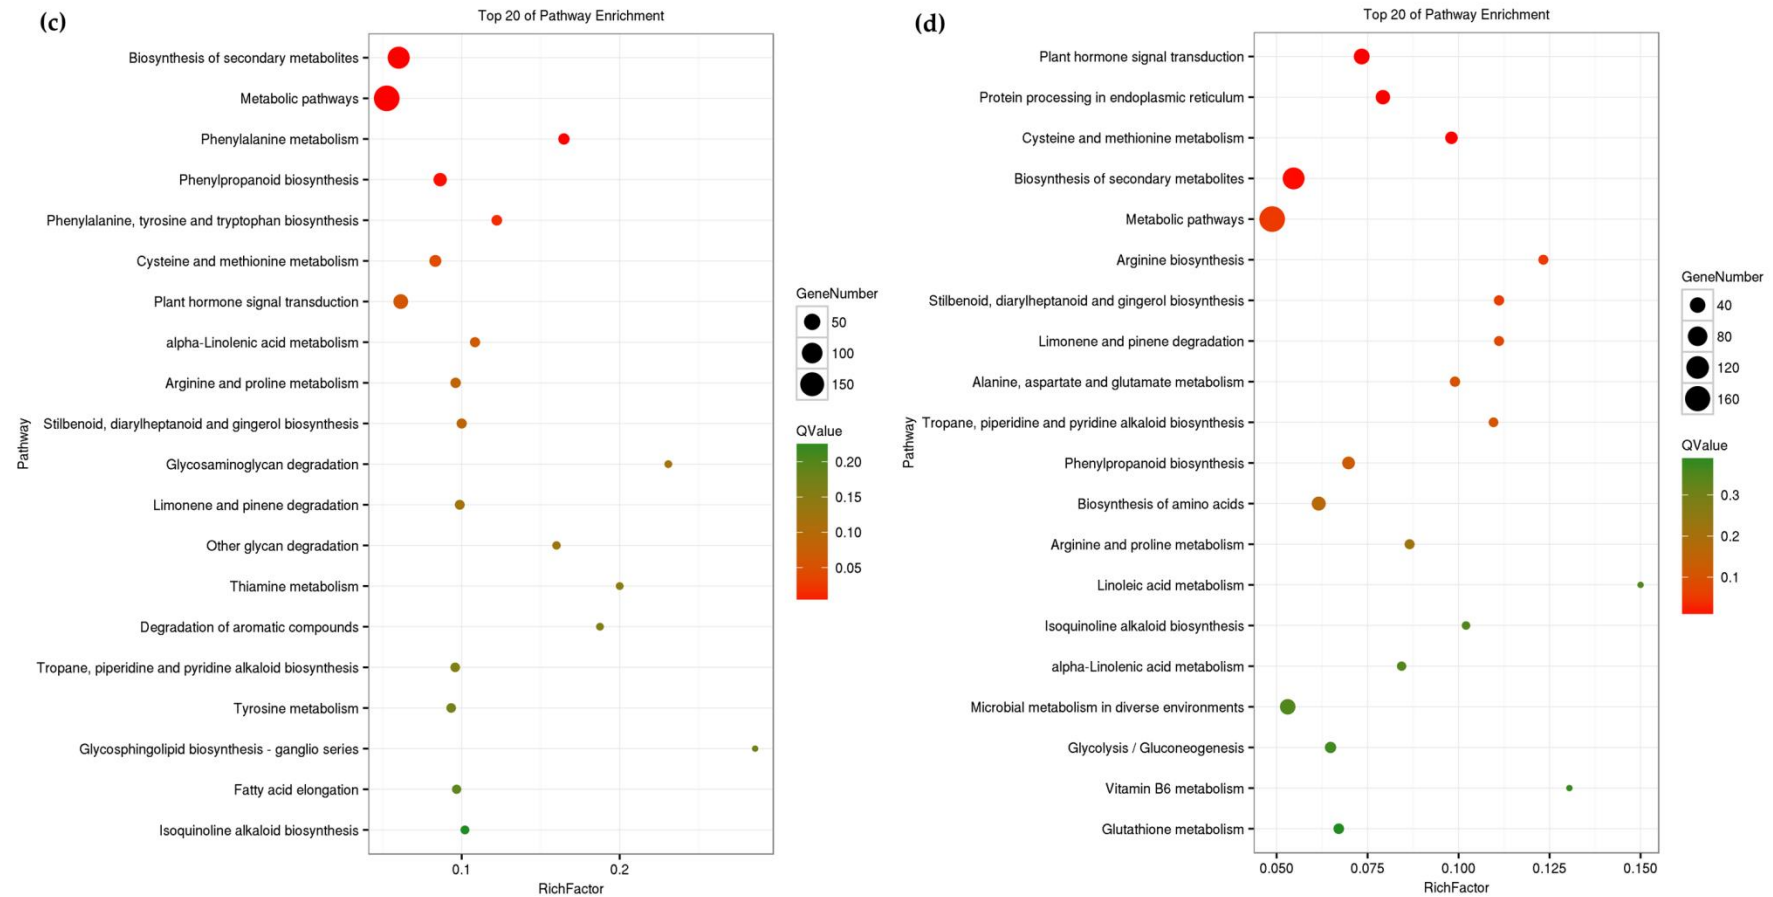 (c)
Top 20 of Pathway Enrichment
Biosynthesis of secondary metabolites
Metabolic pathways
Phenylalanine metabolism
Phenylpropanoid biosynthesis
Phenylalanine, tyrosine and tryptophan biosynthesis
Cysteine and methionine metabolism
Plant hormone signal transduction
alpha-Linolenic acid metabolism
Arginine and proline metabolism
Stilbenoid, diarylheptanoid and gingerol biosynthesis
Glycosaminoglycan degradation
Limonene and pinene degradation
Other glycan degradation
Thiamine metabolism
Degradation of aromatic compounds
Tropane, piperidine and pyridine alkaloid biosynthesis
Tyrosine metabolism
Glycosphingolipid biosynthesis - ganglio series
Fatty acid elongation
Isoquinoline alkaloid biosynthesis
Pathway
0.1
0.2
RichFactor
GeneNumber
50
100
150
QValue
0.20
0.15
0.10
0.05
(d)
Top 20 of Pathway Enrichment
Plant hormone signal transduction
Protein processing in endoplasmic reticulum
Cysteine and methionine metabolism
Biosynthesis of secondary metabolites
Metabolic pathways
Arginine biosynthesis
Stilbenoid, diarylheptanoid and gingerol biosynthesis
Limonene and pinene degradation
Alanine, aspartate and glutamate metabolism
Tropane, piperidine and pyridine alkaloid biosynthesis
Phenylpropanoid biosynthesis
Biosynthesis of amino acids
Arginine and proline metabolism
Linoleic acid metabolism
Isoquinoline alkaloid biosynthesis
alpha-Linolenic acid metabolism
Microbial metabolism in diverse environments
Glycolysis / Gluconeogenesis
Vitamin B6 metabolism
Glutathione metabolism
Pathway
0.050
0.075
0.100
0.125
0.150
RichFactor
GeneNumber
40
80
120
160
QValue
0.3
0.2
0.1